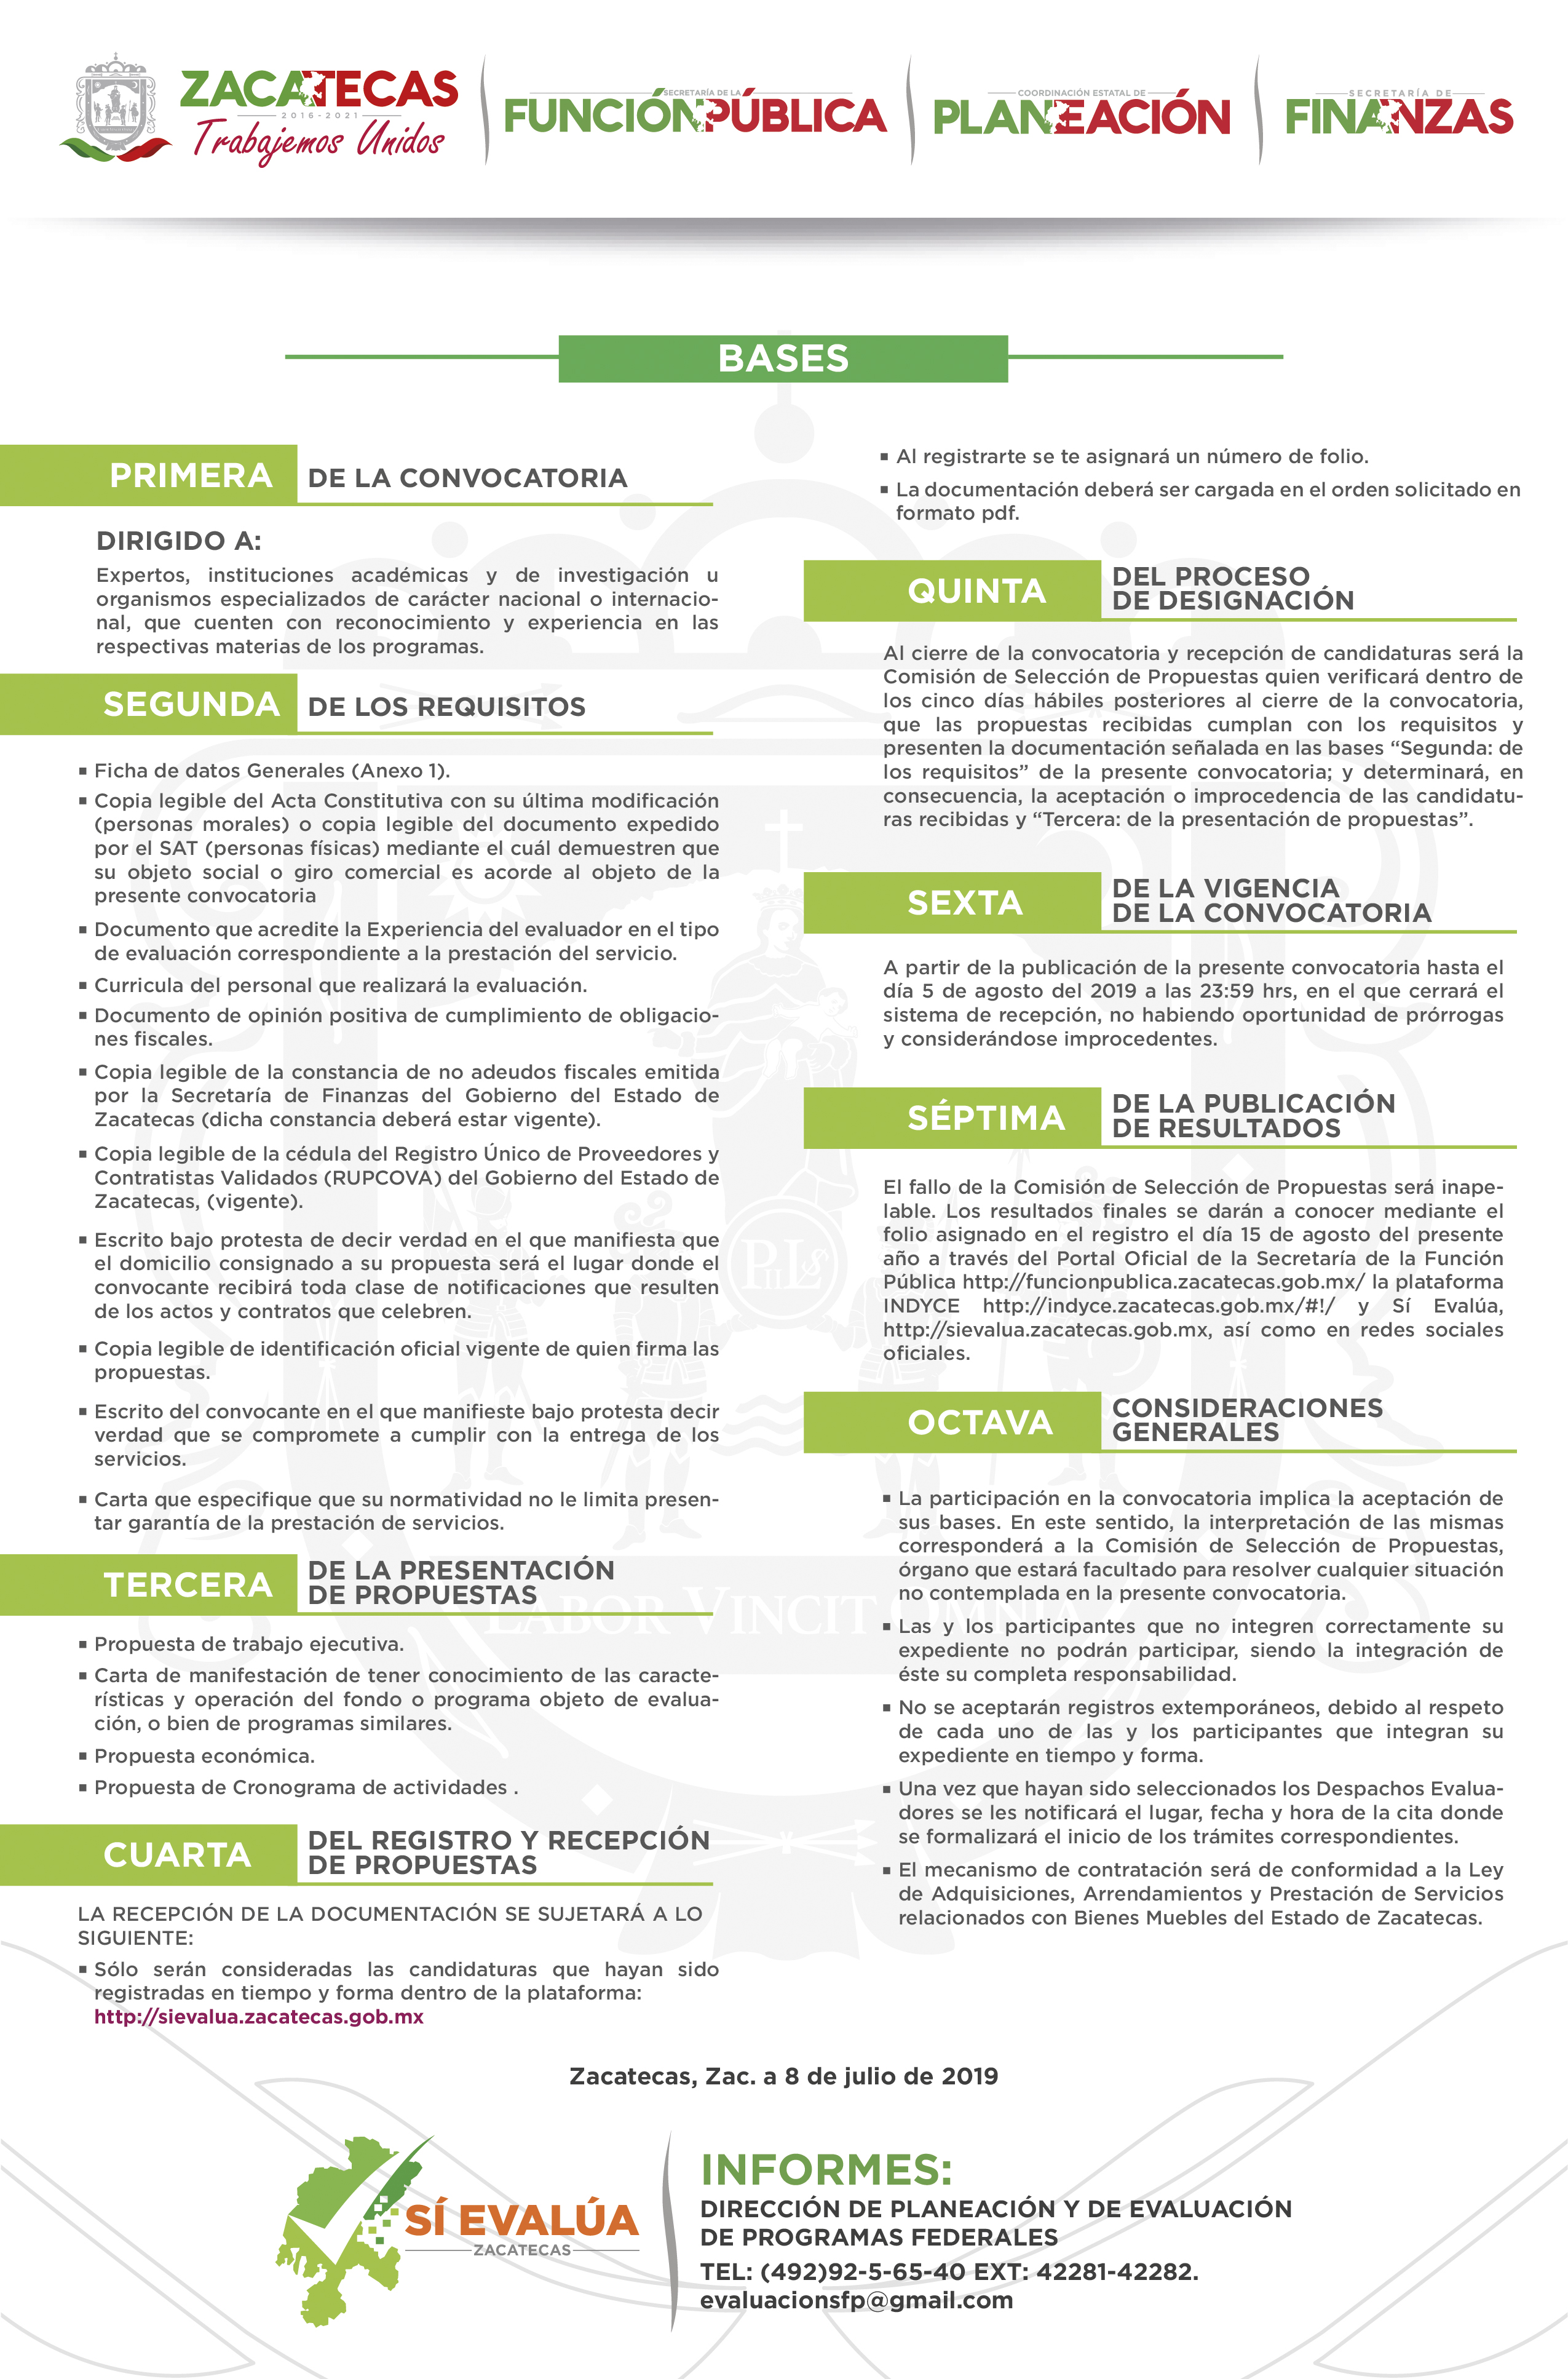 ZACATECAS
2016-2021
Trabajemos Unidos
SECRETARÍA DE LA
FUNCIÓN PÚBLICA
COORDINACIÓN ESTATAL DE
PLANEACIÓN
SECRETARÍA DE
FINANZAS
BASES
PRIMERA DE LA CONVOCATORIA
DIRIGIDO A:
Expertos, instituciones académicas y de investigación u
organismos especializados de carácter nacional o internacio-
nal, que cuenten con reconocimiento y experiencia en las
respectivas materias de los programas.
SEGUNDA DE LOS REQUISITOS
▪ Ficha de datos Generales (Anexo 1).
▪ Copia legible del Acta Constitutiva con su última modificación
(personas morales) o copia legible del documento expedido
por el SAT (personas físicas) mediante el cuál demuestren que
su objeto social o giro comercial es acorde al objeto de la
presente convocatoria
▪ Documento que acredite la Experiencia del evaluador en el tipo
de evaluación correspondiente a la prestación del servicio.
▪ Curricula del personal que realizará la evaluación.
▪ Documento de opinión positiva de cumplimiento de obligacio-
nes fiscales.
▪ Copia legible de la constancia de no adeudos fiscales emitida
por la Secretaría de Finanzas del Gobierno del Estado de
Zacatecas (dicha constancia deberá estar vigente).
▪ Copia legible de la cédula del Registro Único de Proveedores y
Contratistas Validados (RUPCOVA) del Gobierno del Estado de
Zacatecas, (vigente).
▪ Escrito bajo protesta de decir verdad en el que manifiesta que
el domicilio consignado a su propuesta será el lugar donde el
convocante recibirá toda clase de notificaciones que resulten
de los actos y contratos que celebren.
▪ Copia legible de identificación oficial vigente de quien firma las
propuestas.
▪ Escrito del convocante en el que manifieste bajo protesta decir
verdad que se compromete a cumplir con la entrega de los
servicios.
▪ Carta que especifique que su normatividad no le limita presen-
tar garantía de la prestación de servicios.
TERCERA DE LA PRESENTACIÓN
DE PROPUESTAS
▪ Propuesta de trabajo ejecutiva.
▪ Carta de manifestación de tener conocimiento de las caracte-
rísticas y operación del fondo o programa objeto de evalua-
ción, o bien de programas similares.
▪ Propuesta económica.
▪ Propuesta de Cronograma de actividades .
CUARTA DEL REGISTRO Y RECEPCIÓN
DE PROPUESTAS
LA RECEPCIÓN DE LA DOCUMENTACIÓN SE SUJETARÁ A LO
SIGUIENTE:
▪ Sólo serán consideradas las candidaturas que hayan sido
registradas en tiempo y forma dentro de la plataforma:
http://sievalua.zacatecas.gob.mx
▪ Al registrarte se te asignará un número de folio.
▪ La documentación deberá ser cargada en el orden solicitado en
formato pdf.
QUINTA DEL PROCESO
DE DESIGNACIÓN
Al cierre de la convocatoria y recepción de candidaturas será la
Comisión de Selección de Propuestas quien verificará dentro de
los cinco días hábiles posteriores al cierre de la convocatoria,
que las propuestas recibidas cumplan con los requisitos y
presenten la documentación señalada en las bases “Segunda: de
los requisitos” de la presente convocatoria; y determinará, en
consecuencia, la aceptación o improcedencia de las candidatu-
ras recibidas y “Tercera: de la presentación de propuestas”.
SEXTA DE LA VIGENCIA
DE LA CONVOCATORIA
A partir de la publicación de la presente convocatoria hasta el
día 5 de agosto del 2019 a las 23:59 hrs, en el que cerrará el
sistema de recepción, no habiendo oportunidad de prórrogas
y considerándose improcedentes.
SÉPTIMA DE LA PUBLICACIÓN
DE RESULTADOS
El fallo de la Comisión de Selección de Propuestas será inape-
lable. Los resultados finales se darán a conocer mediante el
folio asignado en el registro el día 15 de agosto del presente
año a través del Portal Oficial de la Secretaría de la Función
Pública http://funcionpublica.zacatecas.gob.mx/ la plataforma
INDYCE http://indyce.zacatecas.gob.mx/#!/ y Sí Evalúa,
http://sievalua.zacatecas.gob.mx, así como en redes sociales
oficiales.
OCTAVA CONSIDERACIONES
GENERALES
▪ La participación en la convocatoria implica la aceptación de
sus bases. En este sentido, la interpretación de las mismas
corresponderá a la Comisión de Selección de Propuestas,
órgano que estará facultado para resolver cualquier situación
no contemplada en la presente convocatoria.
▪ Las y los participantes que no integren correctamente su
expediente no podrán participar, siendo la integración de
éste su completa responsabilidad.
▪ No se aceptarán registros extemporáneos, debido al respeto
de cada uno de las y los participantes que integran su
expediente en tiempo y forma.
▪ Una vez que hayan sido seleccionados los Despachos Evalua-
dores se les notificará el lugar, fecha y hora de la cita donde
se formalizará el inicio de los trámites correspondientes.
▪ El mecanismo de contratación será de conformidad a la Ley
de Adquisiciones, Arrendamientos y Prestación de Servicios
relacionados con Bienes Muebles del Estado de Zacatecas.
LABOR VINCIT OMNIA
Zacatecas, Zac. a 8 de julio de 2019
SÍ EVALÚA
ZACATECAS
INFORMES:
DIRECCIÓN DE PLANEACIÓN Y DE EVALUACIÓN
DE PROGRAMAS FEDERALES
TEL: (492)92-5-65-40 EXT: 42281-42282.
evaluacionsfp@gmail.com